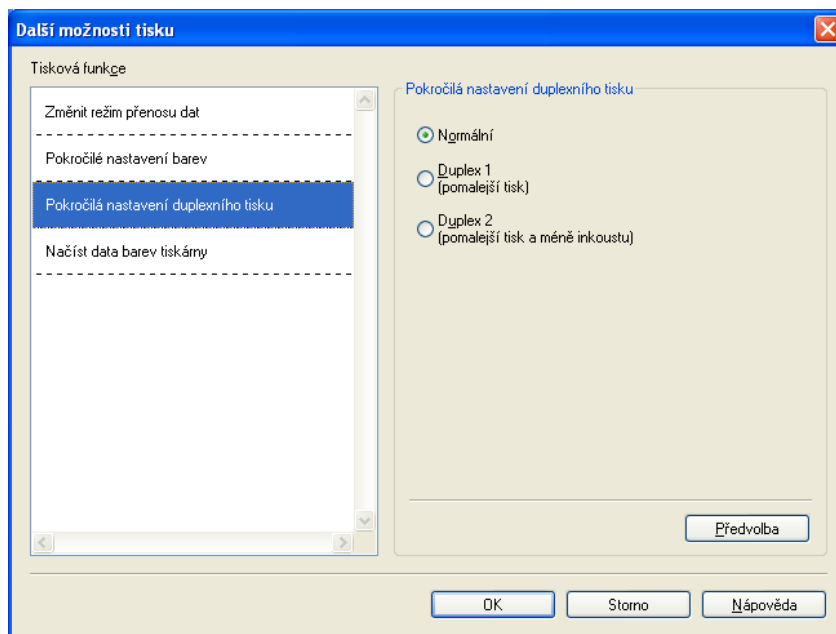 Další možnosti tisku
Tisková funkce
Změnit režim přenosu dat
Pokročilé nastavení barev
Pokročilá nastavení duplexního tisku
Načíst data barev tiskárny
Pokročilá nastavení duplexního tisku
Normální
Duplex 1
(pomalejší tisk)
Duplex 2
(pomalejší tisk a méně inkoustu)
Předvolba
OK
Storno
Nápověda